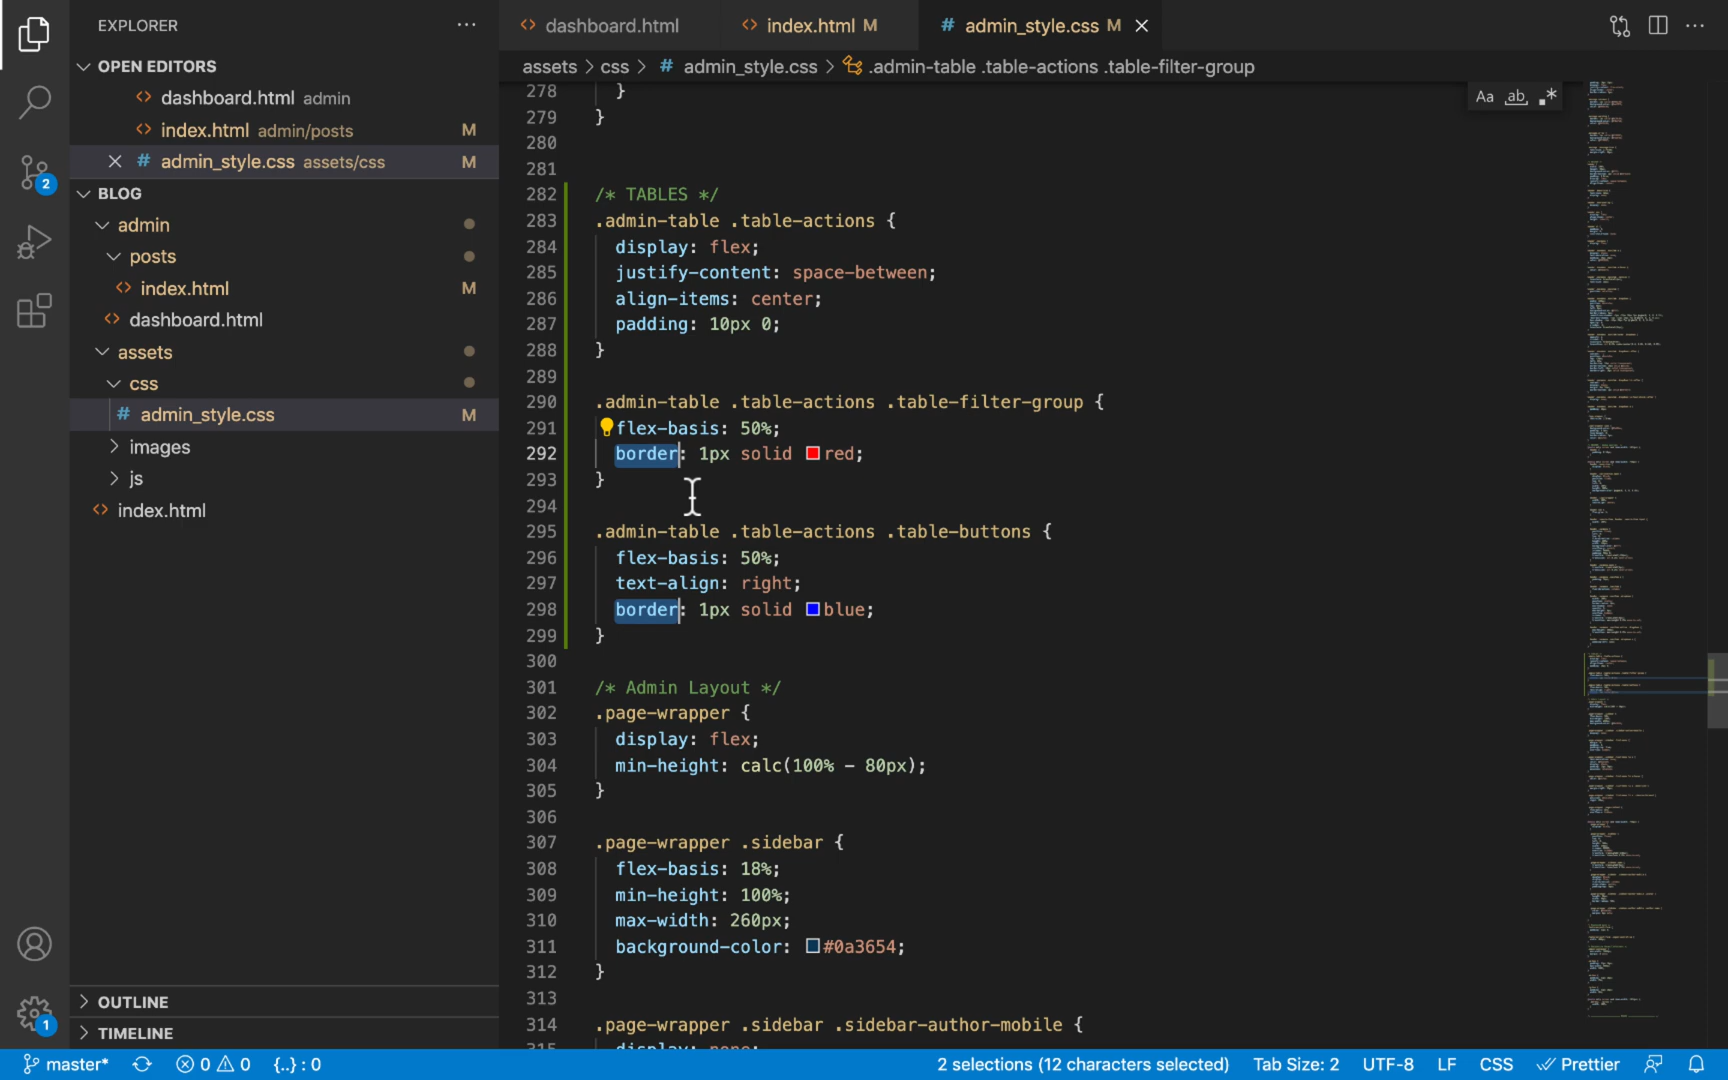 EXPLORER
dashboard.html
index.html M
# admin_style.css M
OPEN EDITORS
assets > css > # admin_style.css > .admin-table .table-actions .table-filter-group
Aa ab .*
dashboard.html admin
index.html admin/posts M
# admin_style.css assets/css M
BLOG
admin
posts
index.html M
dashboard.html
assets
css
# admin_style.css M
images
js
index.html
OUTLINE
TIMELINE
278 }
279 }
280
281
282 /* TABLES */
283 .admin-table .table-actions {
284 display: flex;
285 justify-content: space-between;
286 align-items: center;
287 padding: 10px 0;
288 }
289
290 .admin-table .table-actions .table-filter-group {
291 flex-basis: 50%;
292 border: 1px solid red;
293 }
294
295 .admin-table .table-actions .table-buttons {
296 flex-basis: 50%;
297 text-align: right;
298 border: 1px solid blue;
299 }
300
301 /* Admin Layout */
302 .page-wrapper {
303 display: flex;
304 min-height: calc(100% - 80px);
305 }
306
307 .page-wrapper .sidebar {
308 flex-basis: 18%;
309 min-height: 100%;
310 max-width: 260px;
311 background-color: #0a3654;
312 }
313
314 .page-wrapper .sidebar .sidebar-author-mobile {
315 display: none;
2
1
master* 0 0 {..} : 0 2 selections (12 characters selected) Tab Size: 2 UTF-8 LF CSS Prettier